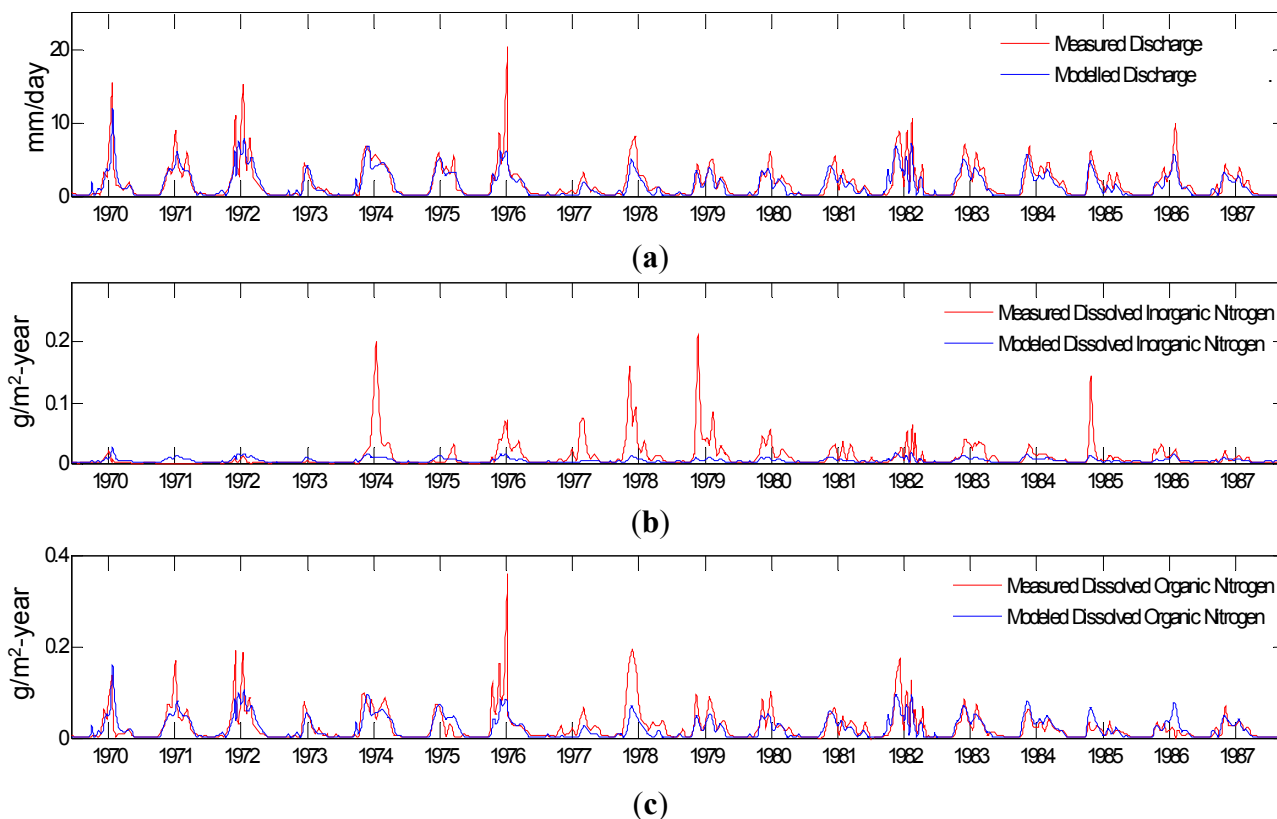 Measured Discharge
Modelled Discharge
mm/day
20
10
0
1970 1971 1972 1973 1974 1975 1976 1977 1978 1979 1980 1981 1982 1983 1984 1985 1986 1987
(a)
Measured Dissolved Inorganic Nitrogen
Modeled Dissolved Inorganic Nitrogen
g/m²-year
0.2
0.1
0
1970 1971 1972 1973 1974 1975 1976 1977 1978 1979 1980 1981 1982 1983 1984 1985 1986 1987
(b)
0.4
Measured Dissolved Organic Nitrogen
Modeled Dissolved Organic Nitrogen
g/m²-year
0.2
0
1970 1971 1972 1973 1974 1975 1976 1977 1978 1979 1980 1981 1982 1983 1984 1985 1986 1987
(c)